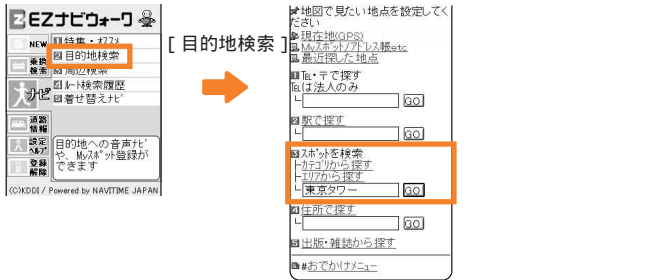 EZナビウォーク
NEW
1特集・オススメ
2目的地検索
乗換
検索
3周辺検索
ナビ
4ルート検索履歴
5着せ替えナビ
道路
情報
設定
ヘルプ
登録
解除
目的地への音声ナビ
や、Myスポット登録が
できます
(C)KDDI / Powered by NAVITIME JAPAN
[ 目的地検索 ]
地図で見たい地点を設定してく
ださい
現在地(GPS)
Myスポット/アドレス帳etc
最近探した地点
1TEL・〒で探す
TELは法人のみ
GO
2駅で探す
GO
3スポットを検索
カテゴリから探す
エリアから探す
東京タワー GO
4住所で探す
GO
5出版・雑誌から探す
#おでかけメニュー